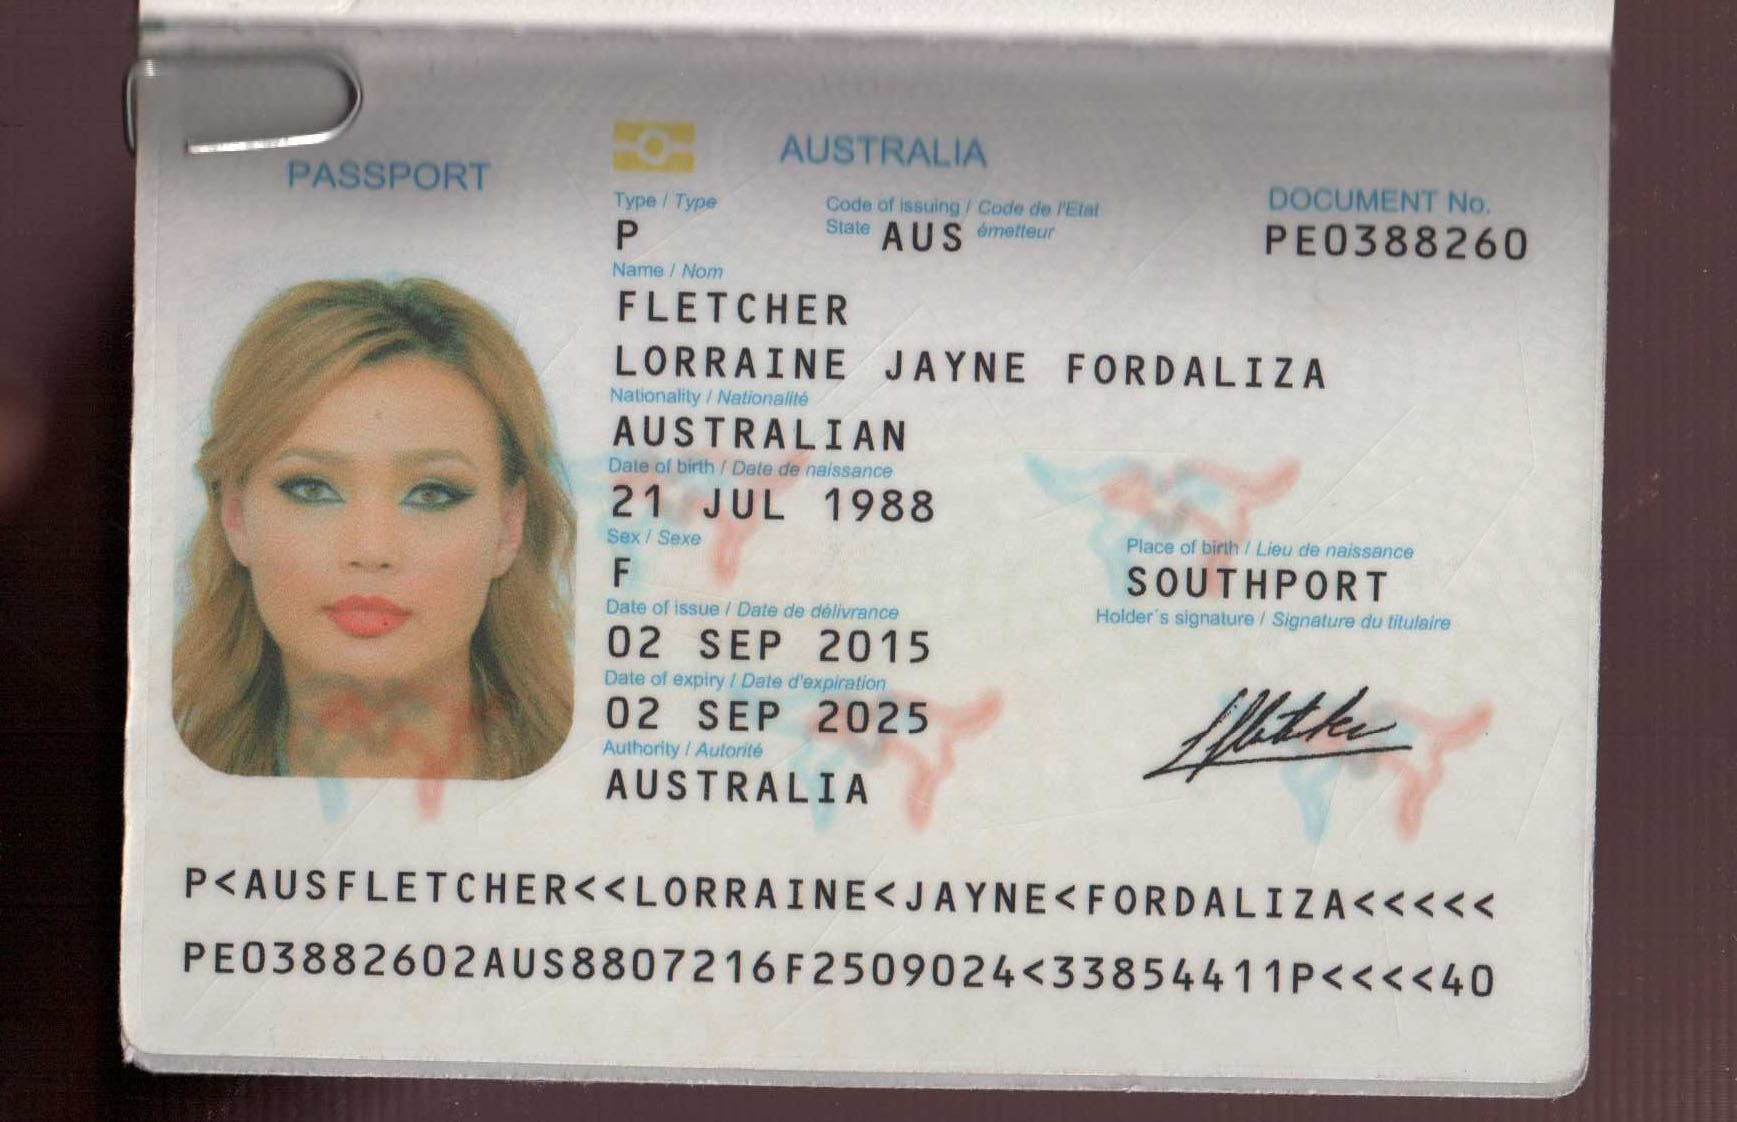 PASSPORT
AUSTRALIA
Type / Type
Code of issuing / Code de l'Etat
State
émetteur
DOCUMENT No.
P
AUS
PE0388260
Name / Nom
FLETCHER
LORRAINE JAYNE FORDALIZA
Nationality / Nationalité
AUSTRALIAN
Date of birth / Date de naissance
21 JUL 1988
Sex / Sexe
F
Place of birth / Lieu de naissance
SOUTHPORT
Date of issue / Date de délivrance
02 SEP 2015
Holder´s signature / Signature du titulaire
Date of expiry / Date d'expiration
02 SEP 2025
Authority / Autorité
AUSTRALIA
P<AUSFLETCHER<<LORRAINE<JAYNE<FORDALIZA<<<<<
PE03882602AUS8807216F2509024<33854411P<<<<40